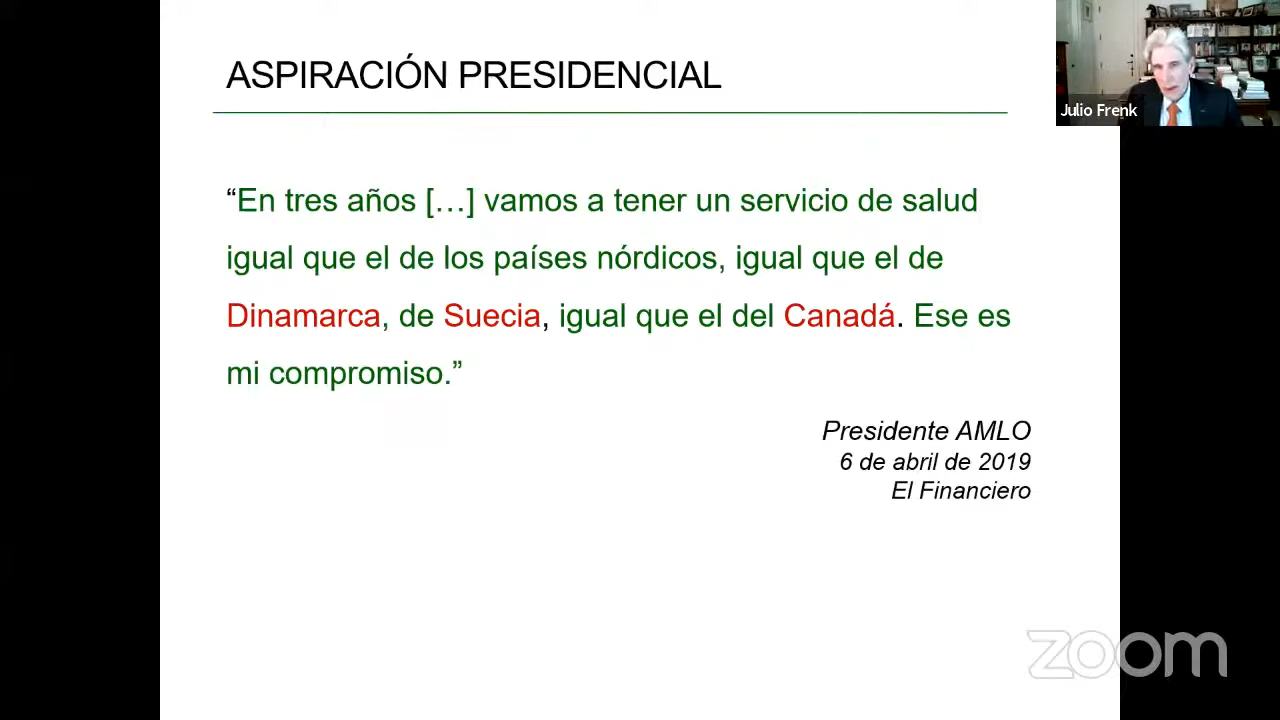 ASPIRACIÓN PRESIDENCIAL
Julio Frenk
“En tres años […] vamos a tener un servicio de salud
igual que el de los países nórdicos, igual que el de
Dinamarca, de Suecia, igual que el del Canadá. Ese es
mi compromiso.”
Presidente AMLO
6 de abril de 2019
El Financiero
zoom